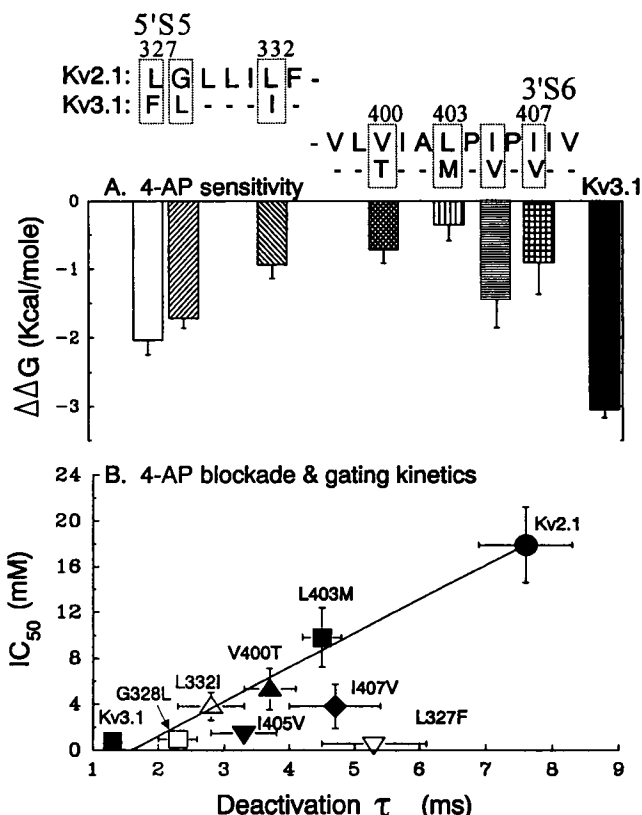 5'S5
327 332
Kv2.1: L G L L I L F -
Kv3.1: F L - - - I -
3'S6
400 403 407
- V L V I A L P I P I I V
- - T - - M - V - V - -
A. 4-AP sensitivity
Kv3.1
0
-1
-2
-3
ΔΔG (Kcal/mole)
B. 4-AP blockade & gating kinetics
24
20
16
12
8
4
0
IC50 (mM)
Kv2.1
L403M
V400T
L332I
I407V
G328L
Kv3.1
I405V
L327F
1 2 3 4 5 6 7 8 9
Deactivation τ (ms)